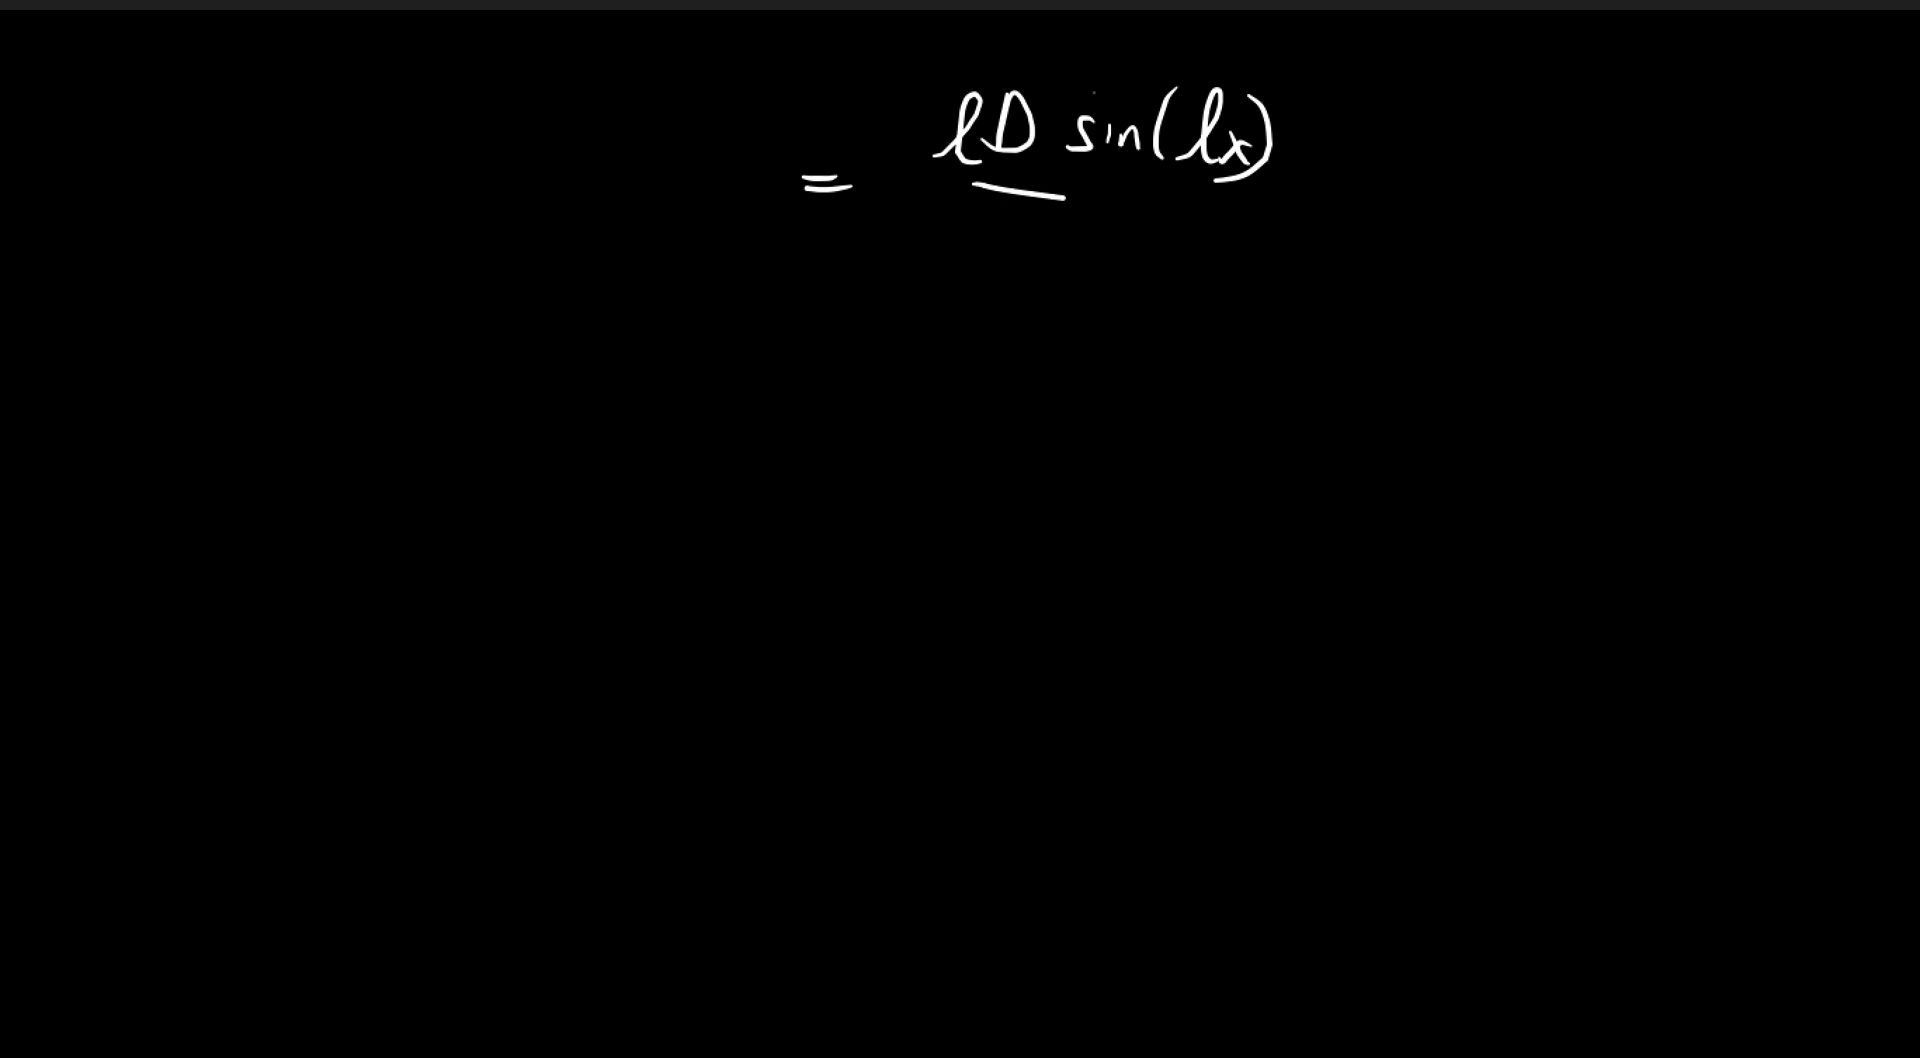 = ℓD sin(ℓx)